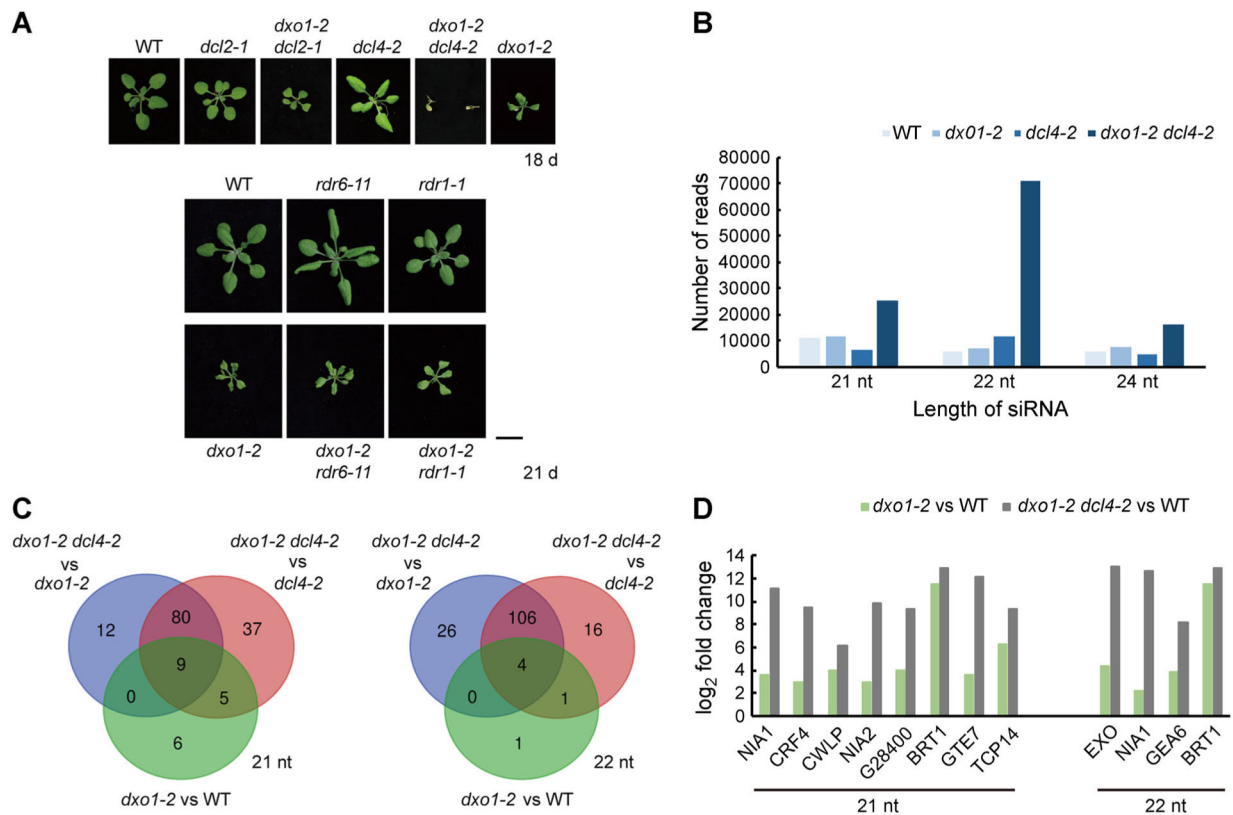 A
WT
dcl2-1
dxo1-2
dcl2-1
dcl4-2
dxo1-2
dcl4-2
dxo1-2
18 d
WT
rdr6-11
rdr1-1
dxo1-2
dxo1-2
rdr6-11
dxo1-2
rdr1-1
21 d
B
WT dx01-2 dcl4-2 dxo1-2 dcl4-2
Number of reads
80000
70000
60000
50000
40000
30000
20000
10000
0
21 nt 22 nt 24 nt
Length of siRNA
C
dxo1-2 dcl4-2
vs
dxo1-2
dxo1-2 dcl4-2
vs
dcl4-2
12
80
37
9
0
5
6
21 nt
dxo1-2 vs WT
dxo1-2 dcl4-2
vs
dxo1-2
dxo1-2 dcl4-2
vs
dcl4-2
26
106
16
4
0
1
1
22 nt
dxo1-2 vs WT
D
dxo1-2 vs WT dxo1-2 dcl4-2 vs WT
log2 fold change
14
12
10
8
6
4
2
0
NIA1
CRF4
CWLP
NIA2
G28400
BRT1
GTE7
TCP14
EXO
NIA1
GEA6
BRT1
21 nt
22 nt